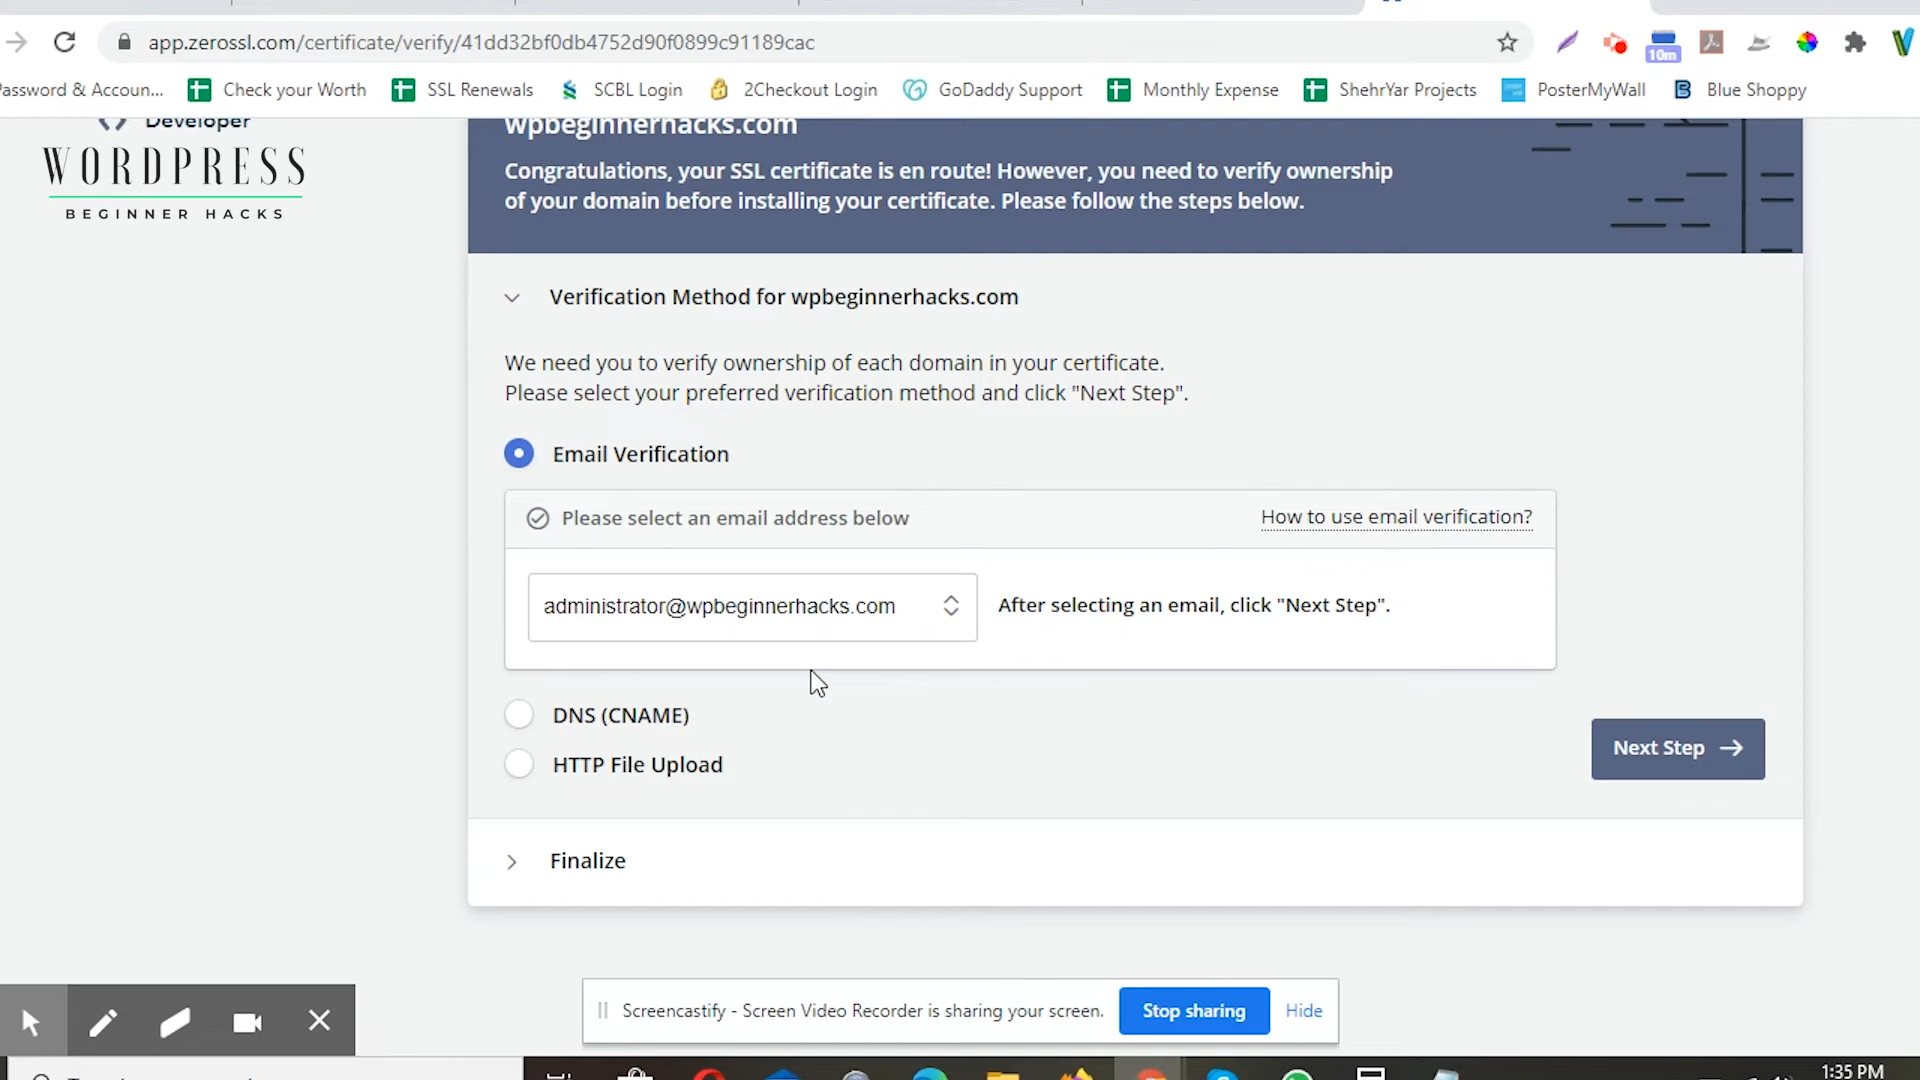 app.zerossl.com/certificate/verify/41dd32bf0db4752d90f0899c91189cac
10m
assword & Accoun...
Check your Worth
SSL Renewals
SCBL Login
2Checkout Login
GoDaddy Support
Monthly Expense
ShehrYar Projects
PosterMyWall
Blue Shoppy
Developer
WORDPRESS
BEGINNER HACKS
wpbeginnerhacks.com
Congratulations, your SSL certificate is en route! However, you need to verify ownership
of your domain before installing your certificate. Please follow the steps below.
Verification Method for wpbeginnerhacks.com
We need you to verify ownership of each domain in your certificate.
Please select your preferred verification method and click "Next Step".
Email Verification
Please select an email address below
How to use email verification?
administrator@wpbeginnerhacks.com
After selecting an email, click "Next Step".
DNS (CNAME)
HTTP File Upload
Next Step
Finalize
Screencastify - Screen Video Recorder is sharing your screen.
Stop sharing
Hide
1:35 PM